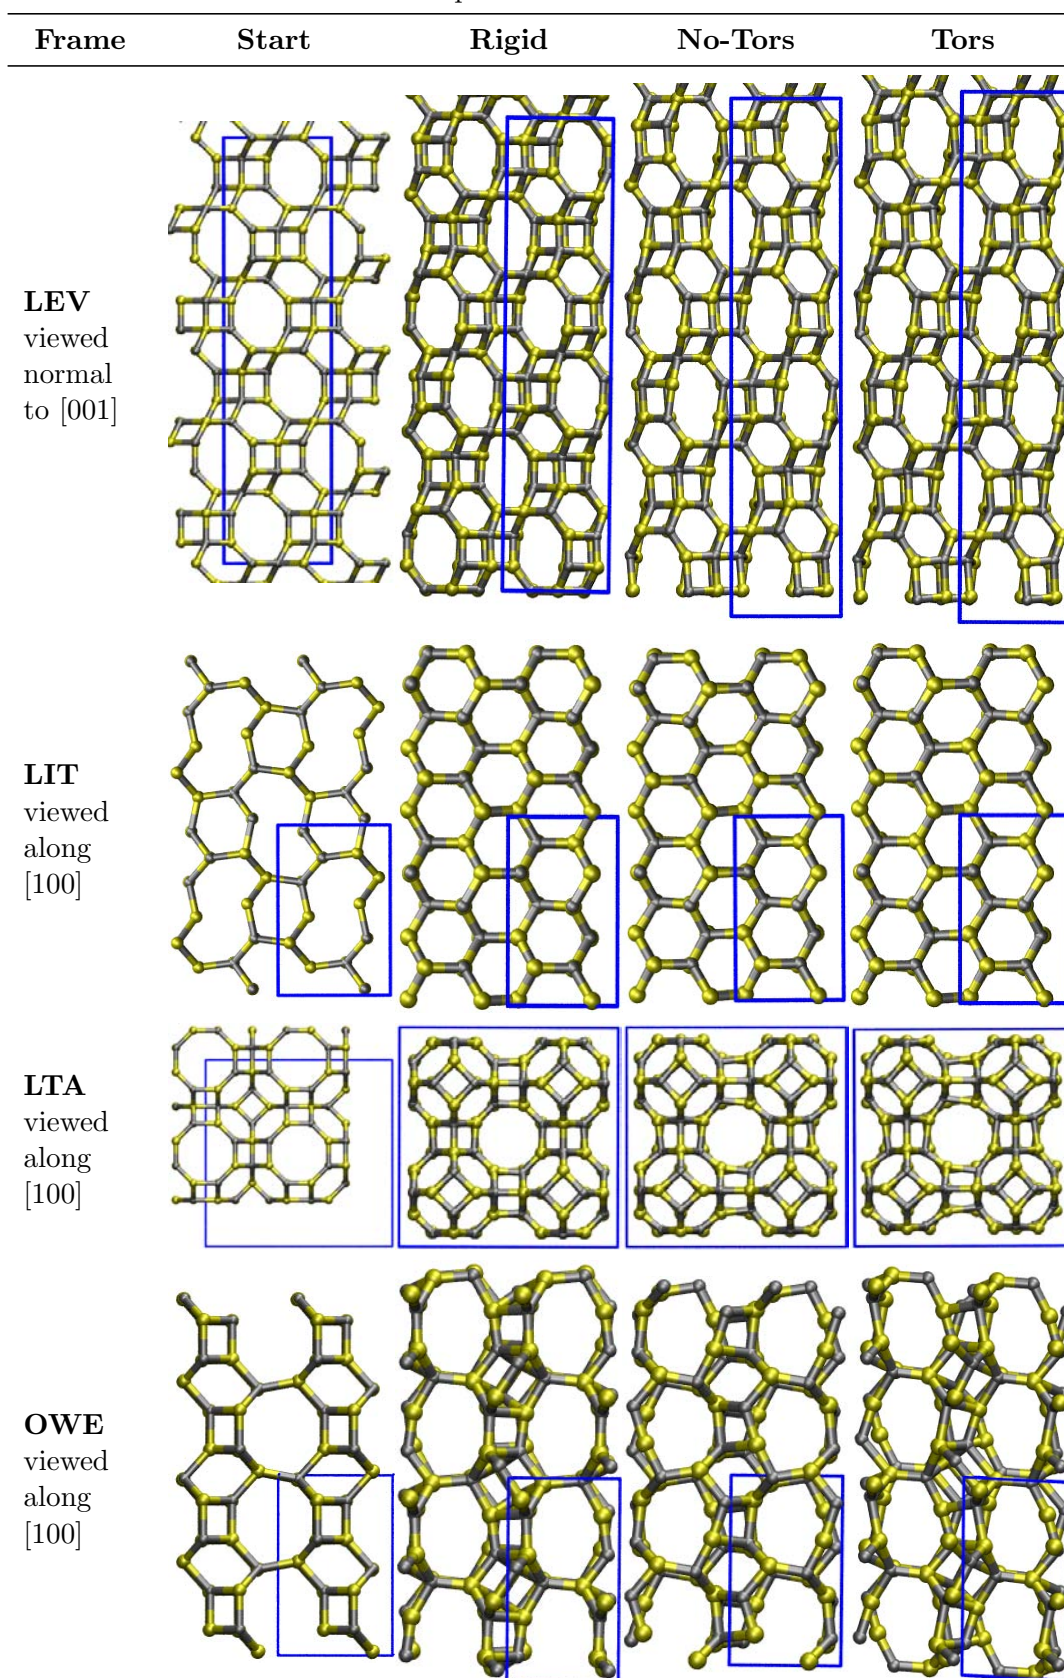 Frame Start Rigid No-Tors Tors
LEV
viewed
normal
to [001]
LIT
viewed
along
[100]
LTA
viewed
along
[100]
OWE
viewed
along
[100]